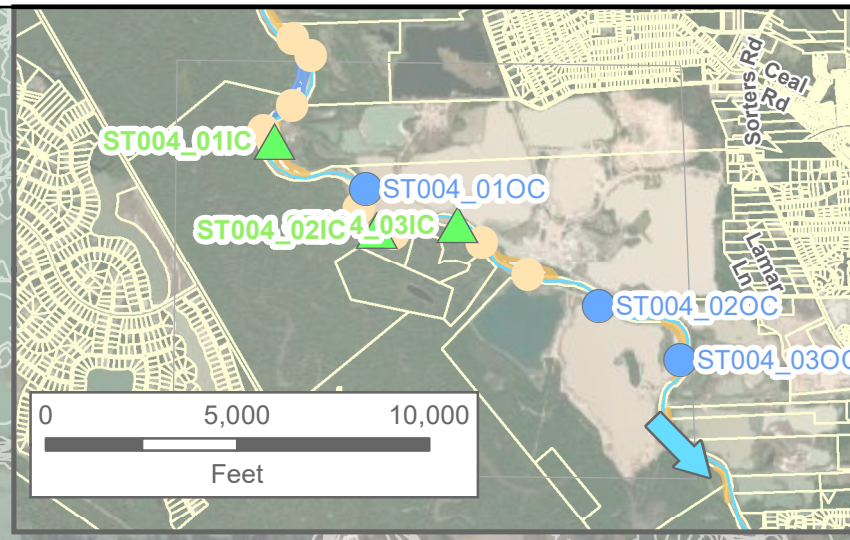 Sorters Rd
Ceal
Rd
ST004_01IC
ST004_01OC
ST004_02IC
4_03IC
Lamar
Ln
ST004_02OC
ST004_03OC
0 5,000 10,000
Feet